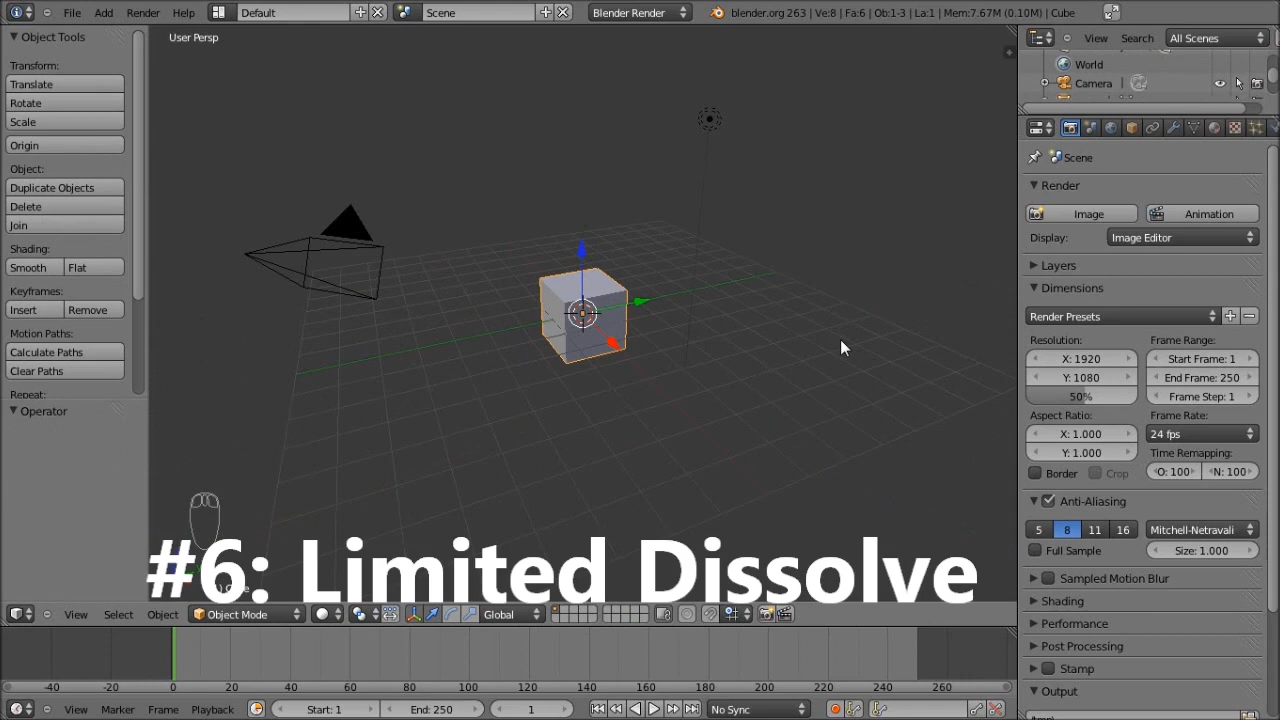 File Add Render Help Default Scene Blender Render blender.org 263 | Ve:8 | Fa:6 | Ob:1-3 | La:1 | Mem:7.67M (0.10M) | Cube
Object Tools
Transform:
Translate
Rotate
Scale
Origin
Object:
Duplicate Objects
Delete
Join
Shading:
Smooth Flat
Keyframes:
Insert Remove
Motion Paths:
Calculate Paths
Clear Paths
Repeat:
Operator
User Persp
#6: Limited Dissolve
View Select Object Object Mode Global
-40 -20 0 20 40 60 80 100 120 140 160 180 200 220 240 260
View Marker Frame Playback Start: 1 End: 250 1 No Sync
View Search All Scenes
World
Camera
Scene
Render
Image Animation
Display: Image Editor
Layers
Dimensions
Render Presets
Resolution: Frame Range:
X: 1920 Start Frame: 1
Y: 1080 End Frame: 250
50% Frame Step: 1
Aspect Ratio: Frame Rate:
X: 1.000 24 fps
Y: 1.000 Time Remapping:
Border Crop O: 100 N: 100
Anti-Aliasing
5 8 11 16 Mitchell-Netravali
Full Sample Size: 1.000
Sampled Motion Blur
Shading
Performance
Post Processing
Stamp
Output